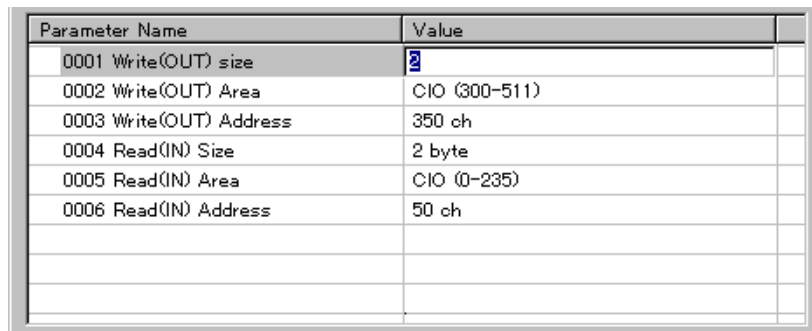 Parameter Name Value
0001 Write(OUT) size 2
0002 Write(OUT) Area CIO (300-511)
0003 Write(OUT) Address 350 ch
0004 Read(IN) Size 2 byte
0005 Read(IN) Area CIO (0-235)
0006 Read(IN) Address 50 ch